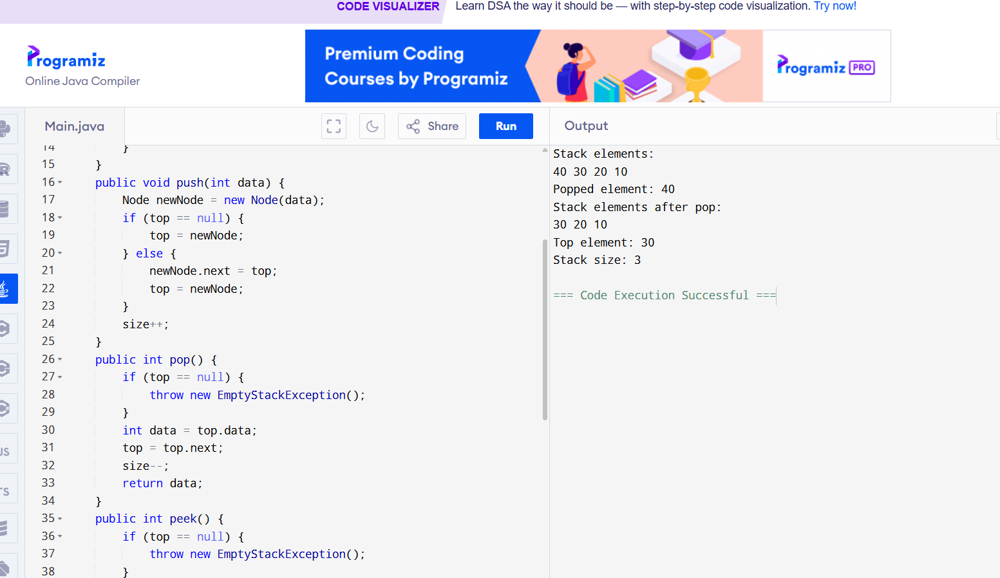 CODE VISUALIZER
Learn DSA the way it should be — with step-by-step code visualization. Try now!
Programiz
Online Java Compiler
Premium Coding
Courses by Programiz
Programiz PRO
Main.java
Share
Run
Output
14 }
15 }
16 public void push(int data) {
17 Node newNode = new Node(data);
18 if (top == null) {
19 top = newNode;
20 } else {
21 newNode.next = top;
22 top = newNode;
23 }
24 size++;
25 }
26 public int pop() {
27 if (top == null) {
28 throw new EmptyStackException();
29 }
30 int data = top.data;
31 top = top.next;
32 size--;
33 return data;
34 }
35 public int peek() {
36 if (top == null) {
37 throw new EmptyStackException();
38 }
Stack elements:
40 30 20 10
Popped element: 40
Stack elements after pop:
30 20 10
Top element: 30
Stack size: 3
=== Code Execution Successful ===